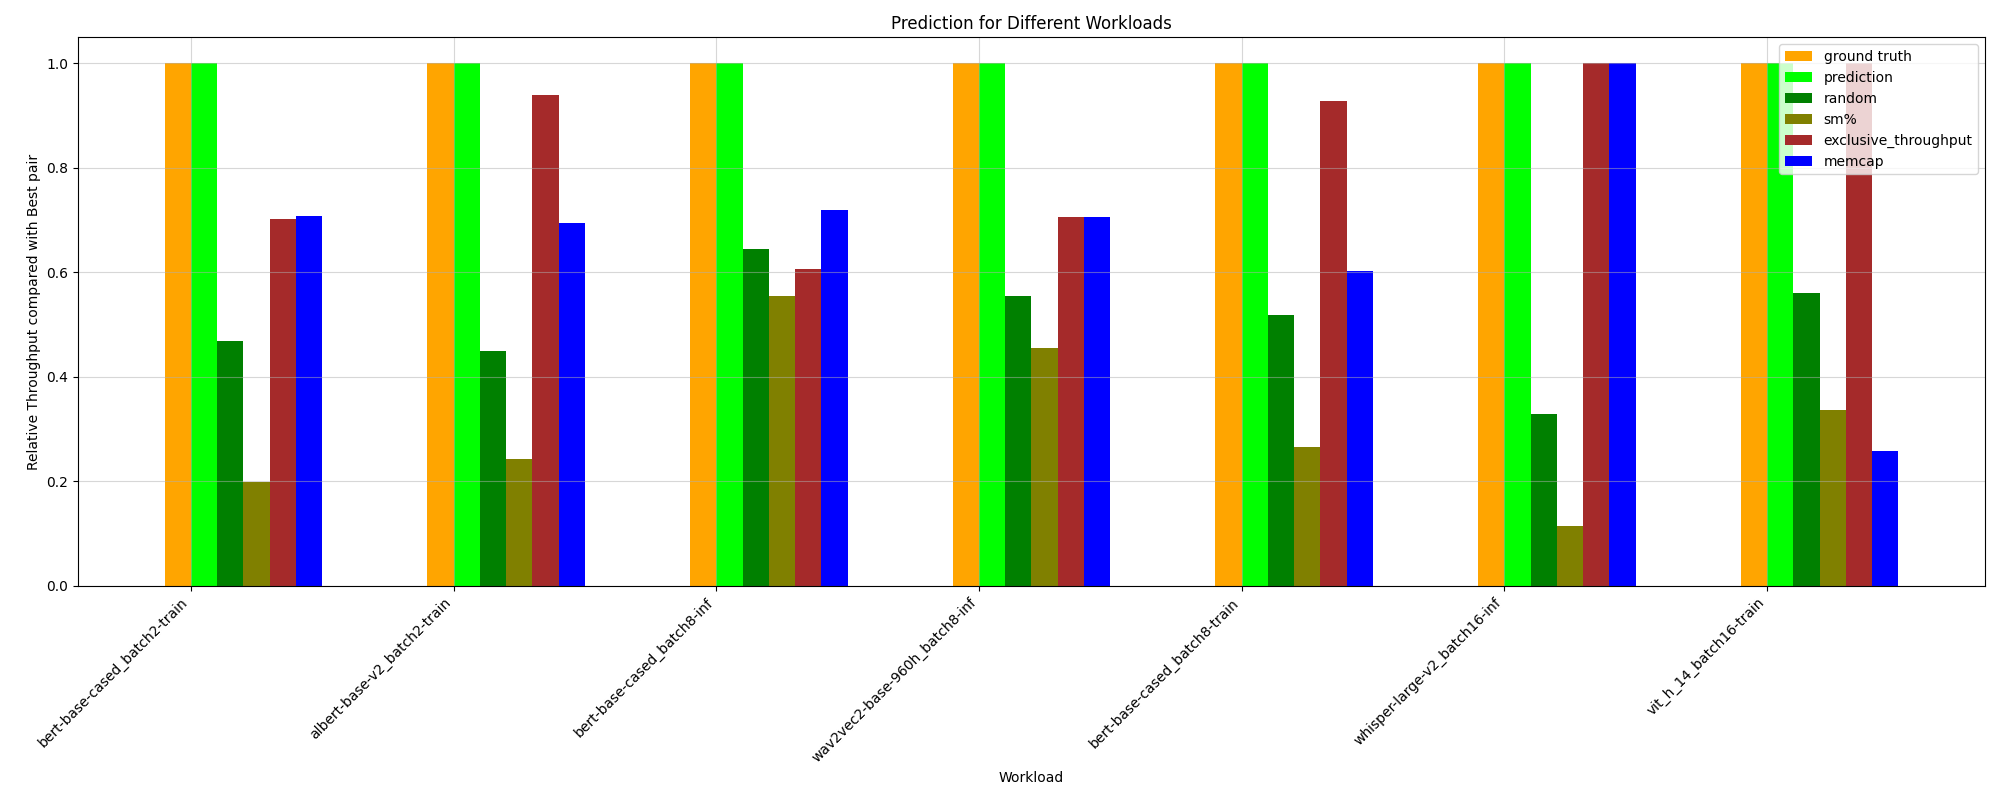 Prediction for Different Workloads
Relative Throughput compared with Best pair
1.0
0.8
0.6
0.4
0.2
0.0
ground truth
prediction
random
sm%
exclusive_throughput
memcap
bert-base-cased_batch2-train
albert-base-v2_batch2-train
bert-base-cased_batch8-inf
wav2vec2-base-960h_batch8-inf
bert-base-cased_batch8-train
whisper-large-v2_batch16-inf
vit_h_14_batch16-train
Workload